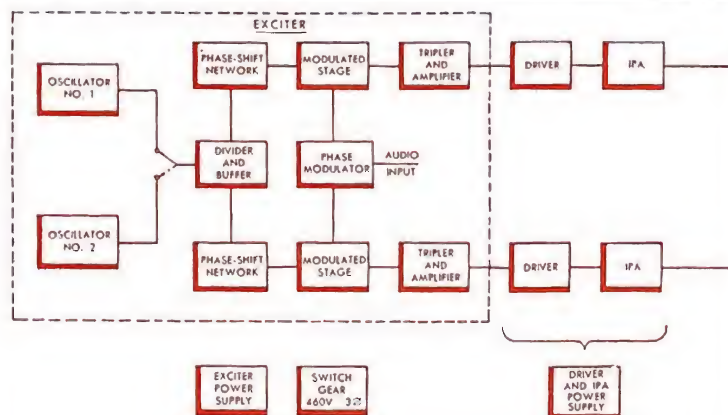 EXCITER
PHASE-SHIFT
NETWORK
MODULATED
STAGE
TRIPLER
AND
AMPLIFIER
DRIVER
IPA
OSCILLATOR
NO. 1
DIVIDER
AND
BUFFER
PHASE
MODULATOR
AUDIO
INPUT
OSCILLATOR
NO. 2
PHASE-SHIFT
NETWORK
MODULATED
STAGE
TRIPLER
AND
AMPLIFIER
DRIVER
IPA
EXCITER
POWER
SUPPLY
SWITCH
GEAR
460V 3∅
DRIVER
AND IPA
POWER
SUPPLY